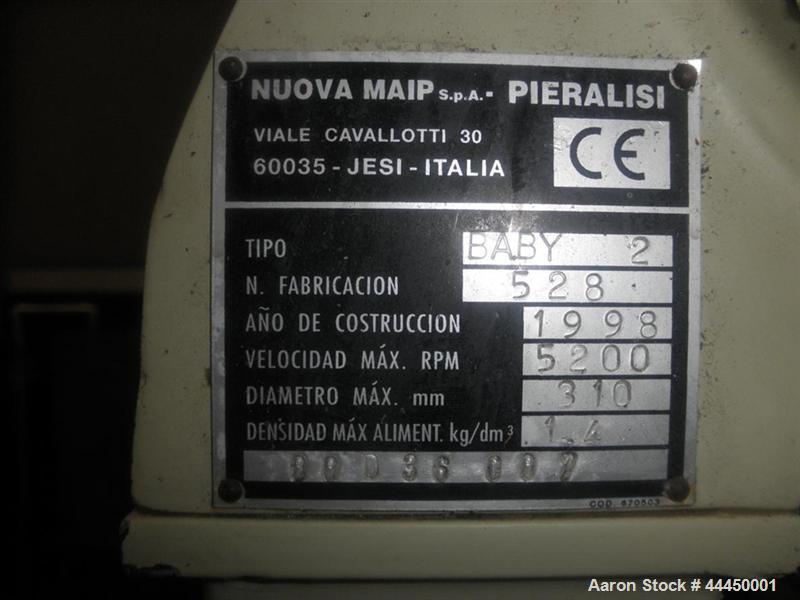 NUOVA MAIP S.p.A. - PIERALISI
VIALE CAVALLOTTI 30
60035 - JESI - ITALIA
CE
TIPO BABY 2
N. FABRICACION 528
AÑO DE COSTRUCCION 1998
VELOCIDAD MÁX. RPM 5200
DIAMETRO MÁX. mm 310
DENSIDAD MÁX ALIMENT. kg/dm³ 1.4
COD. 670503
Aaron Stock # 44450001